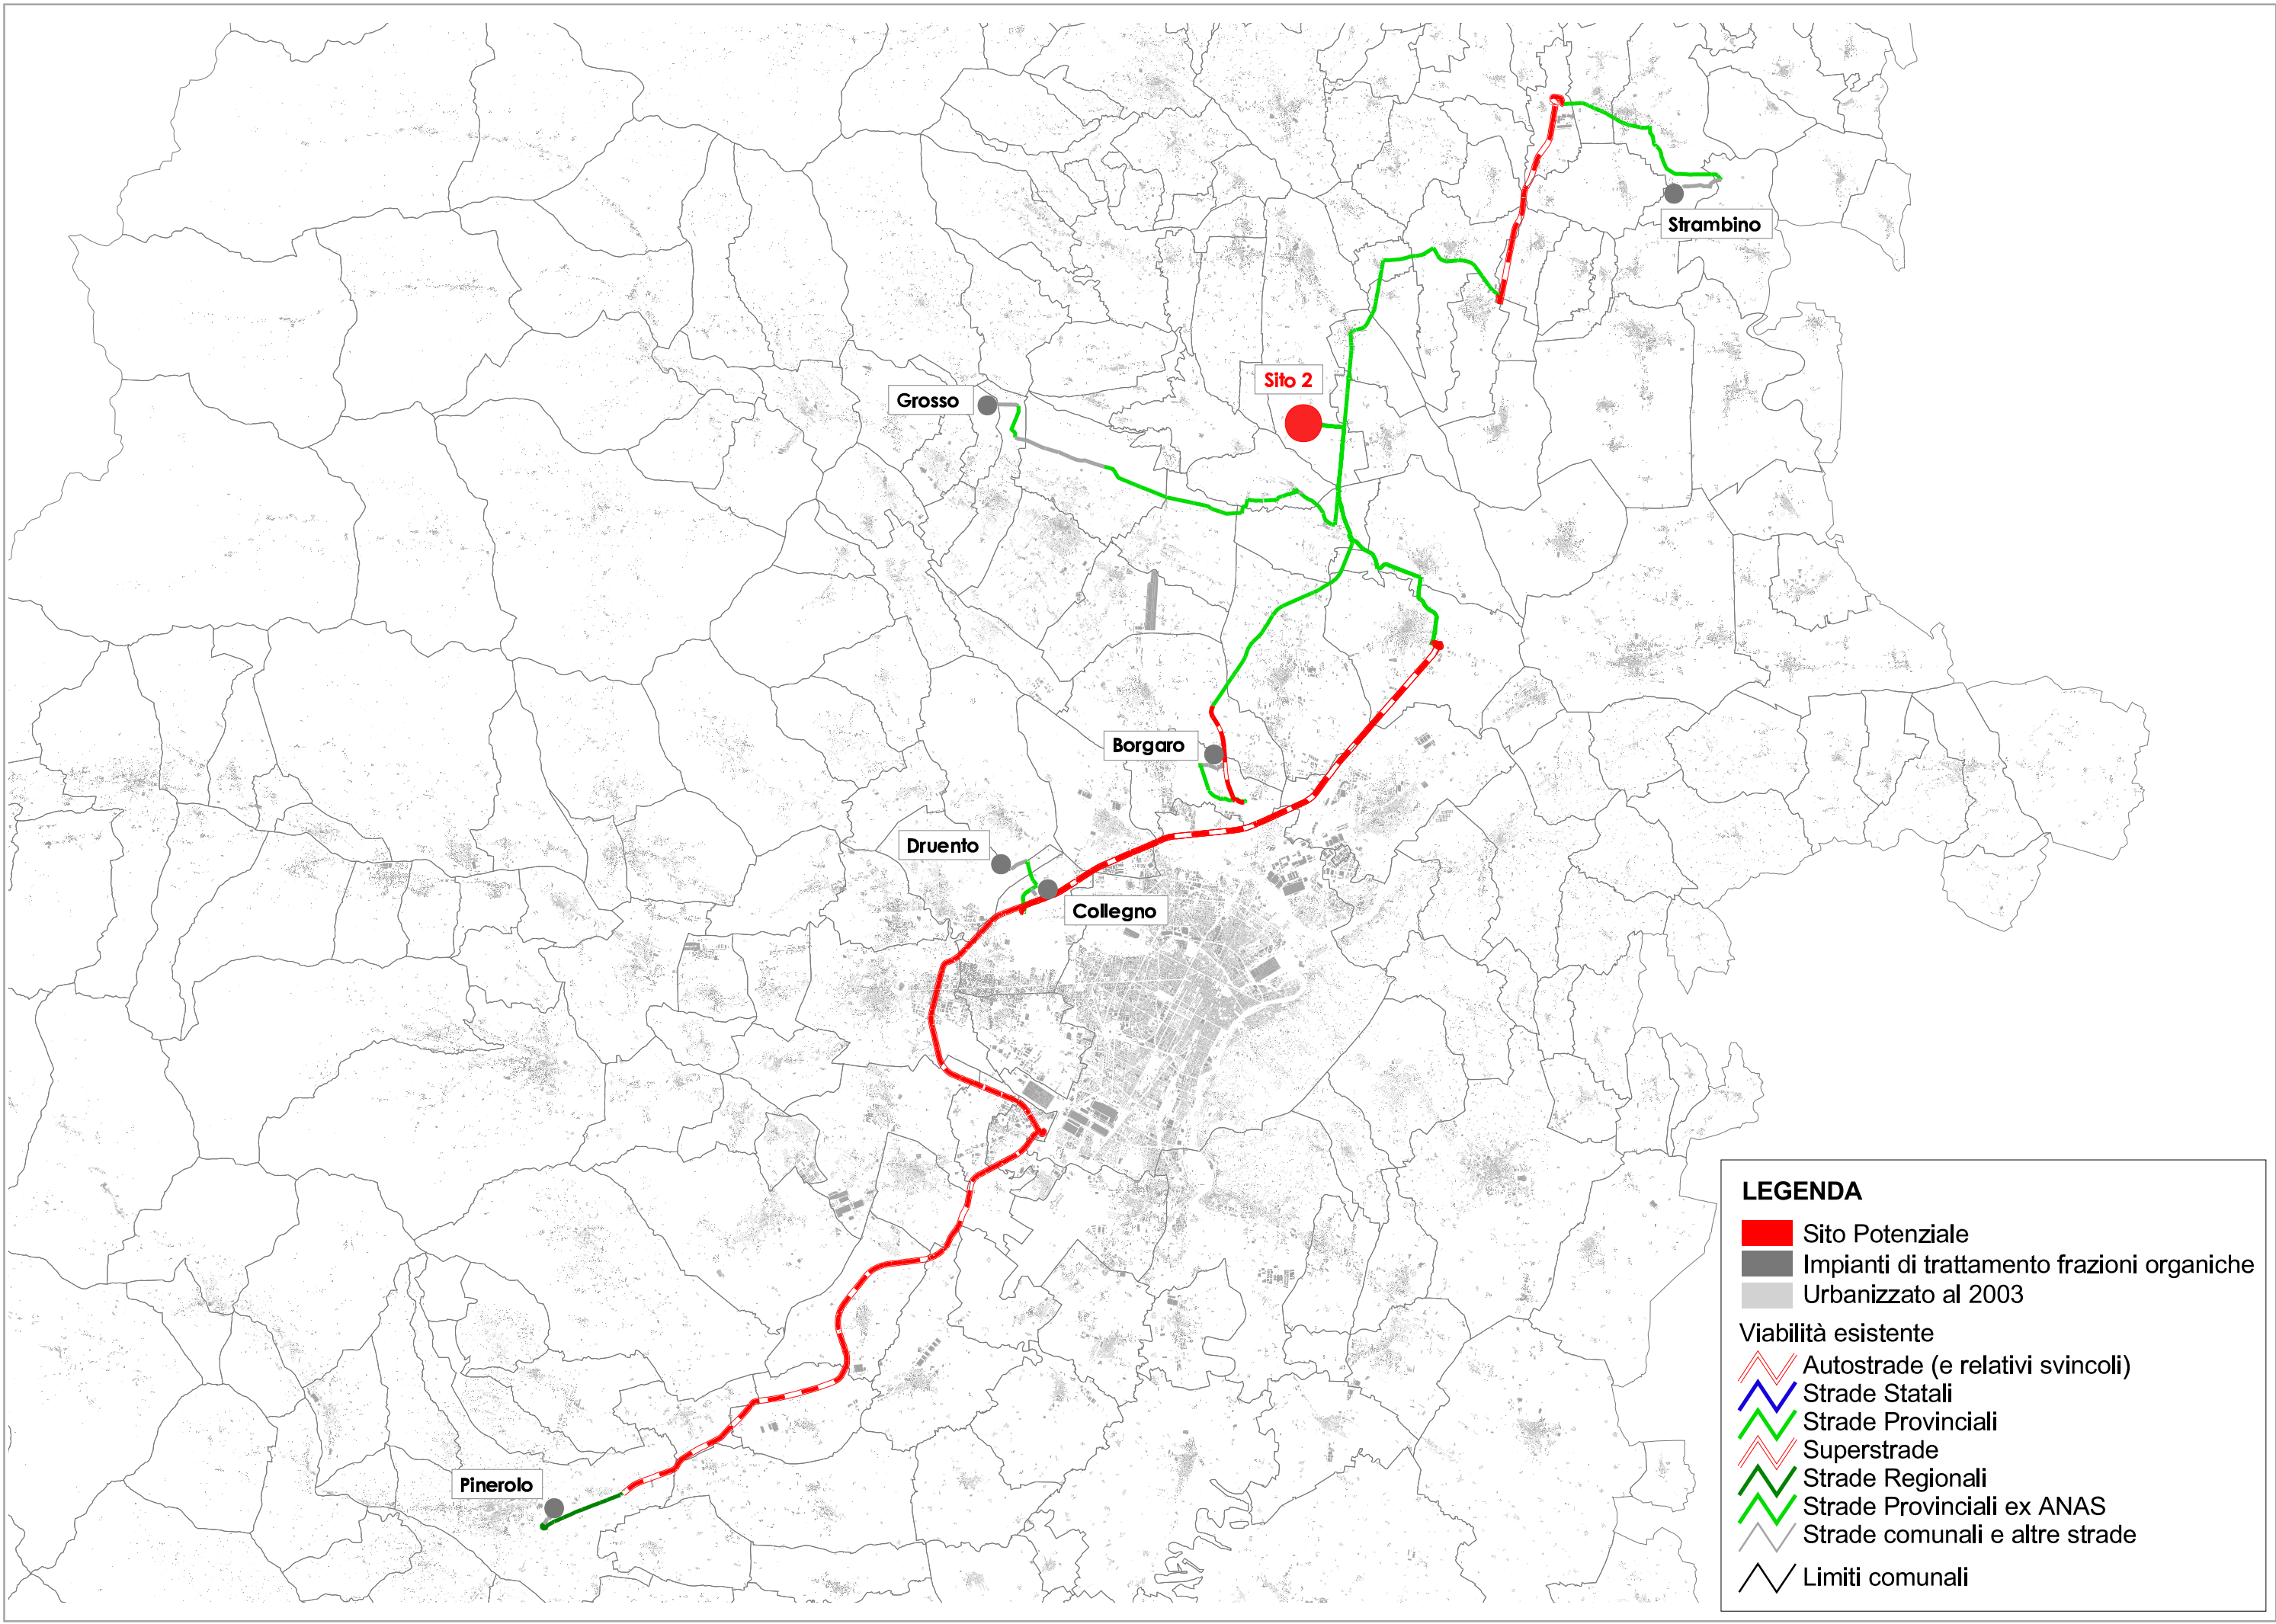 Strambino
Sito 2
Grosso
Borgaro
Druento
Collegno
Pinerolo
LEGENDA
Sito Potenziale
Impianti di trattamento frazioni organiche
Urbanizzato al 2003
Viabilità esistente
Autostrade (e relativi svincoli)
Strade Statali
Strade Provinciali
Superstrade
Strade Regionali
Strade Provinciali ex ANAS
Strade comunali e altre strade
Limiti comunali